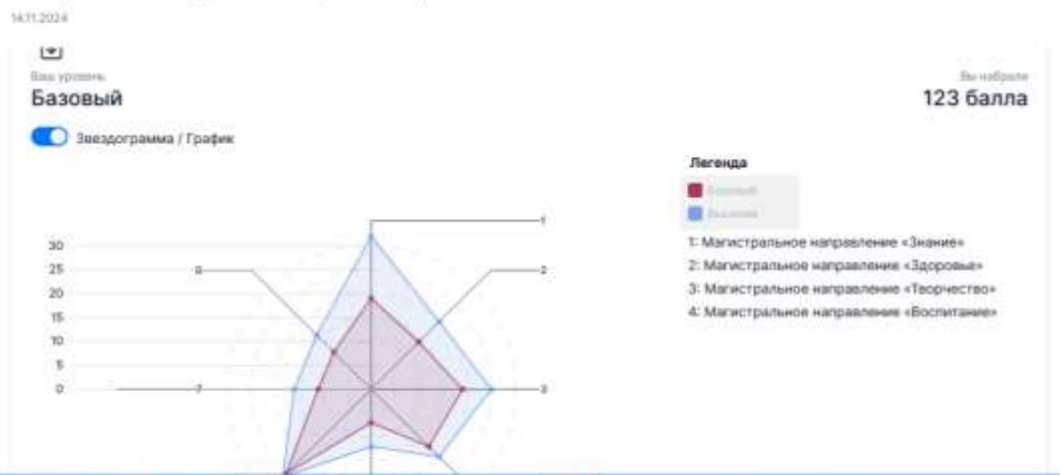 14.11.2024
Ваш уровень
Базовый
Вы набрали
123 балла
Звездограмма / График
Легенда
Базовый
Высокий
1: Магистральное направление «Знание»
2: Магистральное направление «Здоровье»
3: Магистральное направление «Творчество»
4: Магистральное направление «Воспитание»
30
25
20
15
10
5
0
1
2
3
7
8